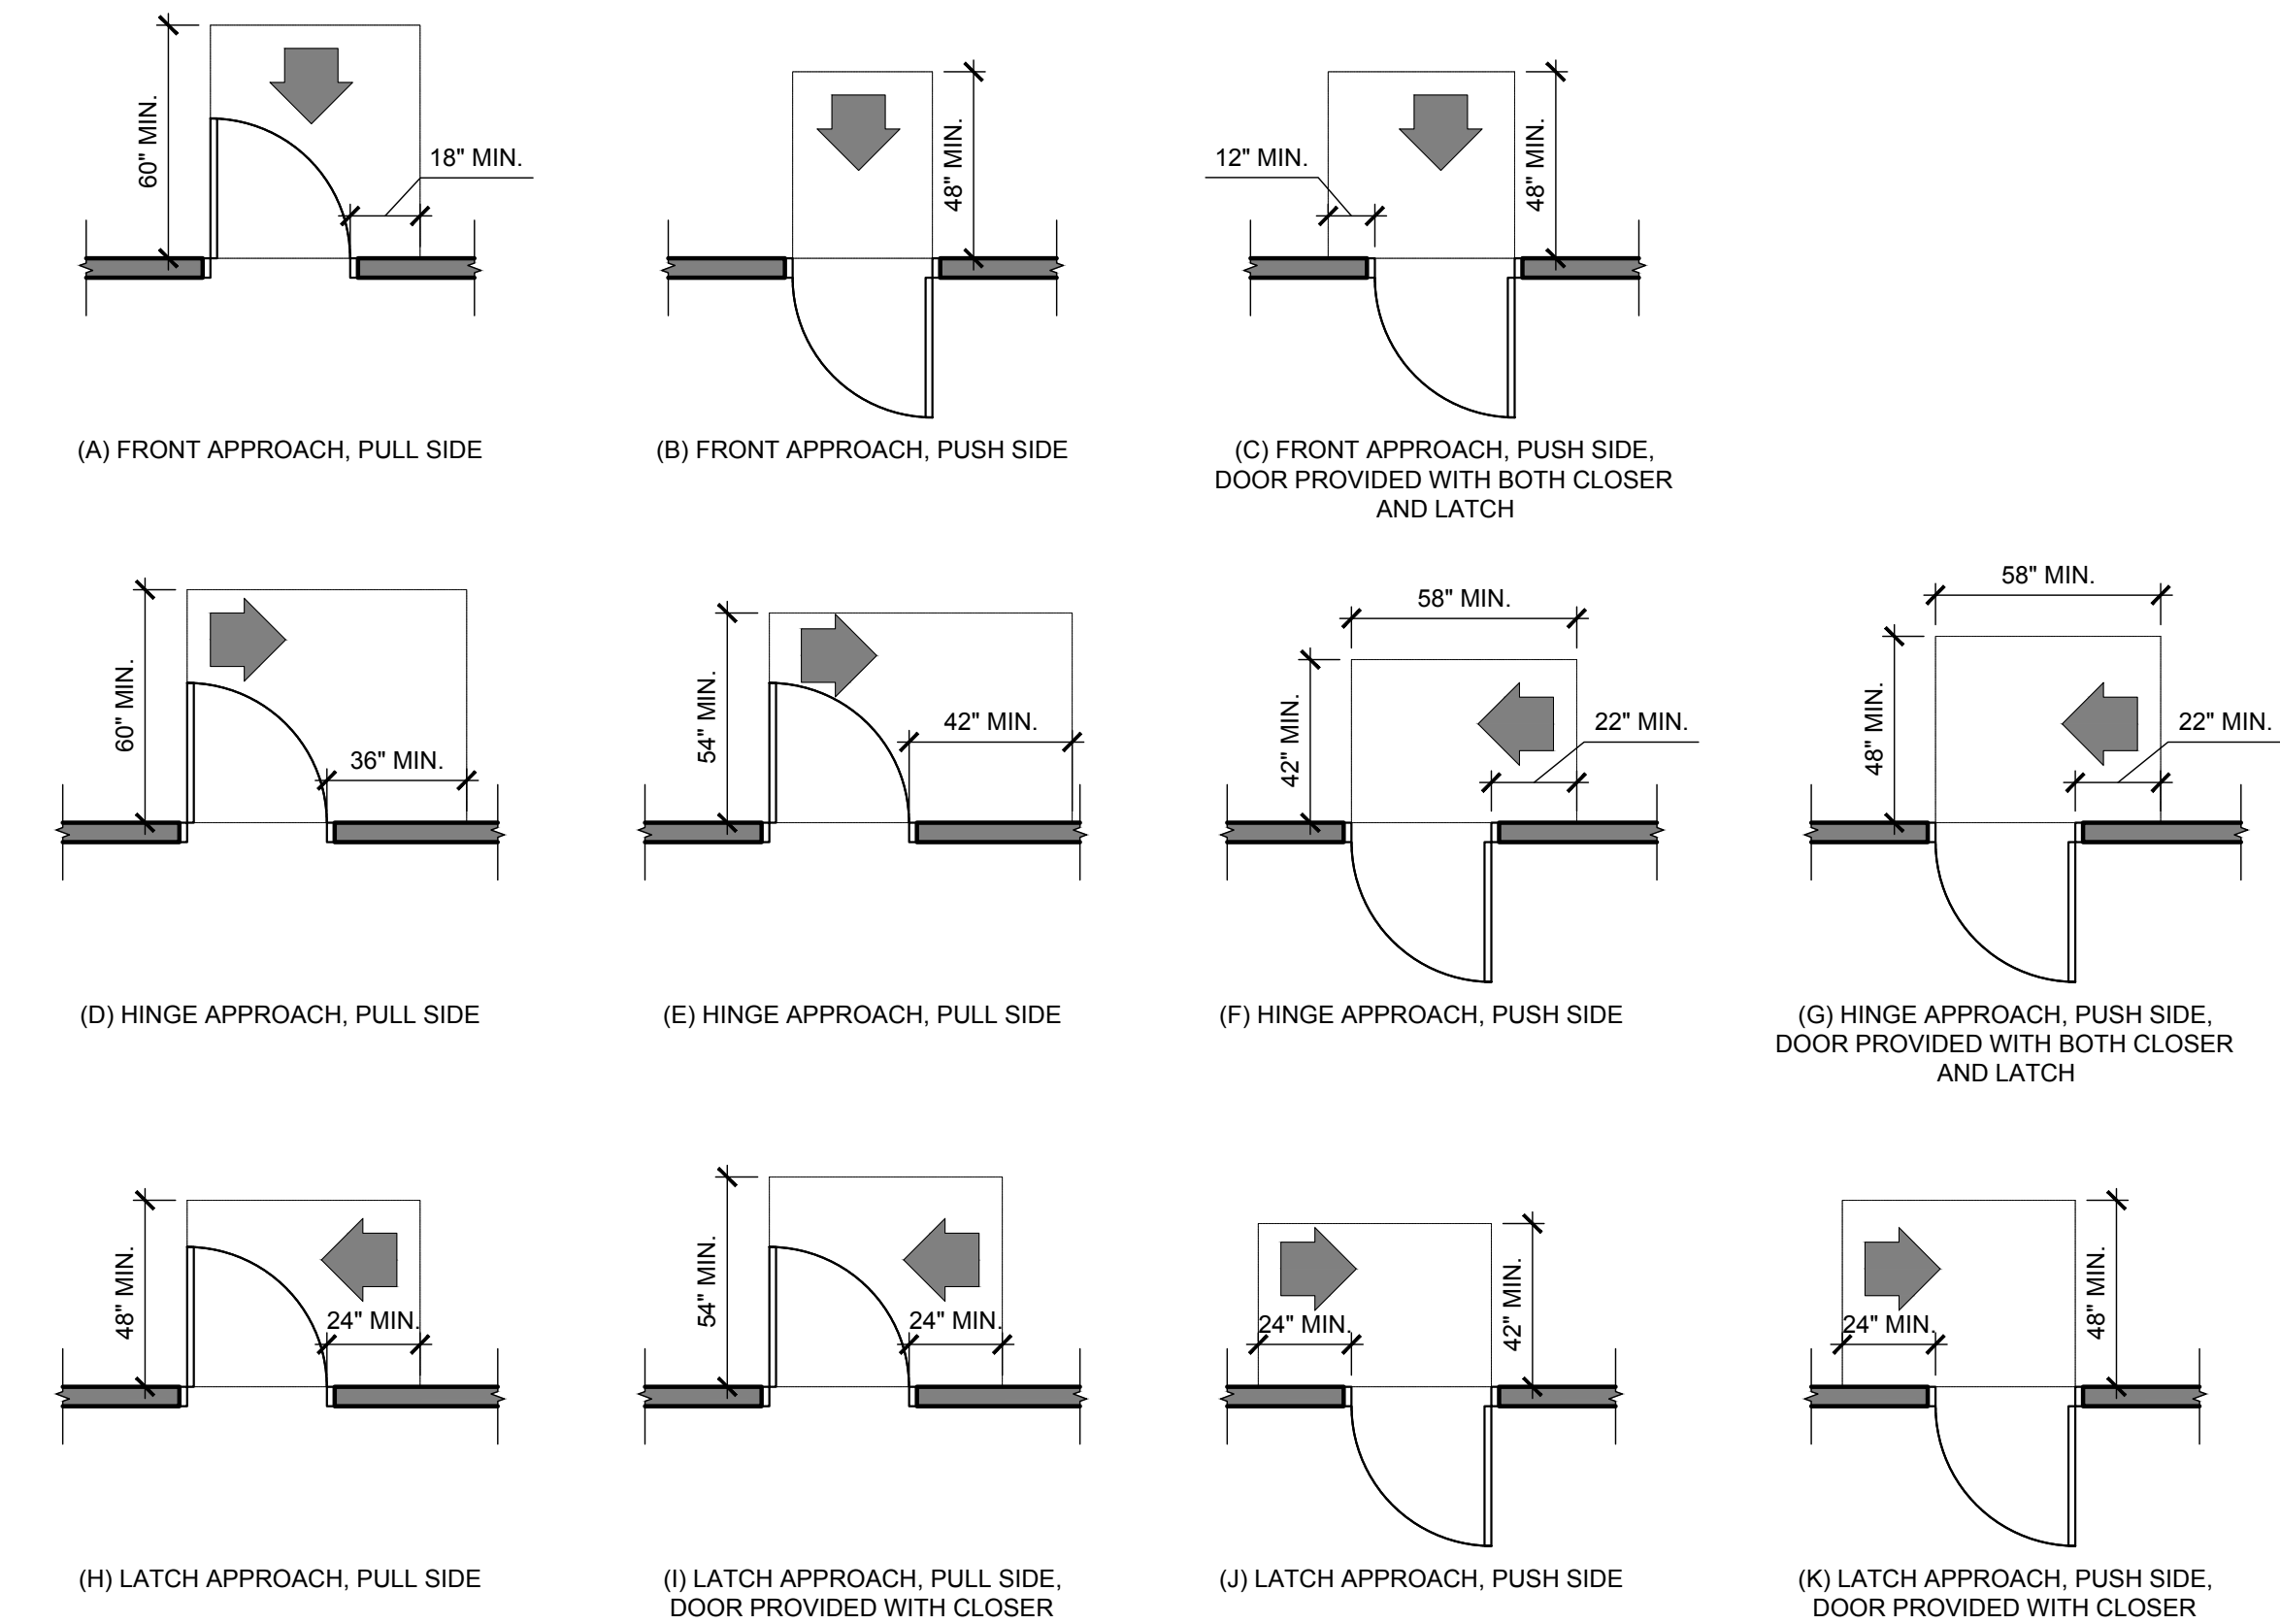 60" MIN.
18" MIN.
48" MIN.
12" MIN.
48" MIN.
(A) FRONT APPROACH, PULL SIDE
(B) FRONT APPROACH, PUSH SIDE
(C) FRONT APPROACH, PUSH SIDE,
DOOR PROVIDED WITH BOTH CLOSER
AND LATCH
60" MIN.
36" MIN.
54" MIN.
42" MIN.
58" MIN.
42" MIN.
22" MIN.
58" MIN.
48" MIN.
22" MIN.
(D) HINGE APPROACH, PULL SIDE
(E) HINGE APPROACH, PULL SIDE
(F) HINGE APPROACH, PUSH SIDE
(G) HINGE APPROACH, PUSH SIDE,
DOOR PROVIDED WITH BOTH CLOSER
AND LATCH
48" MIN.
24" MIN.
54" MIN.
24" MIN.
24" MIN.
42" MIN.
24" MIN.
48" MIN.
(H) LATCH APPROACH, PULL SIDE
(I) LATCH APPROACH, PULL SIDE,
DOOR PROVIDED WITH CLOSER
(J) LATCH APPROACH, PUSH SIDE
(K) LATCH APPROACH, PUSH SIDE,
DOOR PROVIDED WITH CLOSER